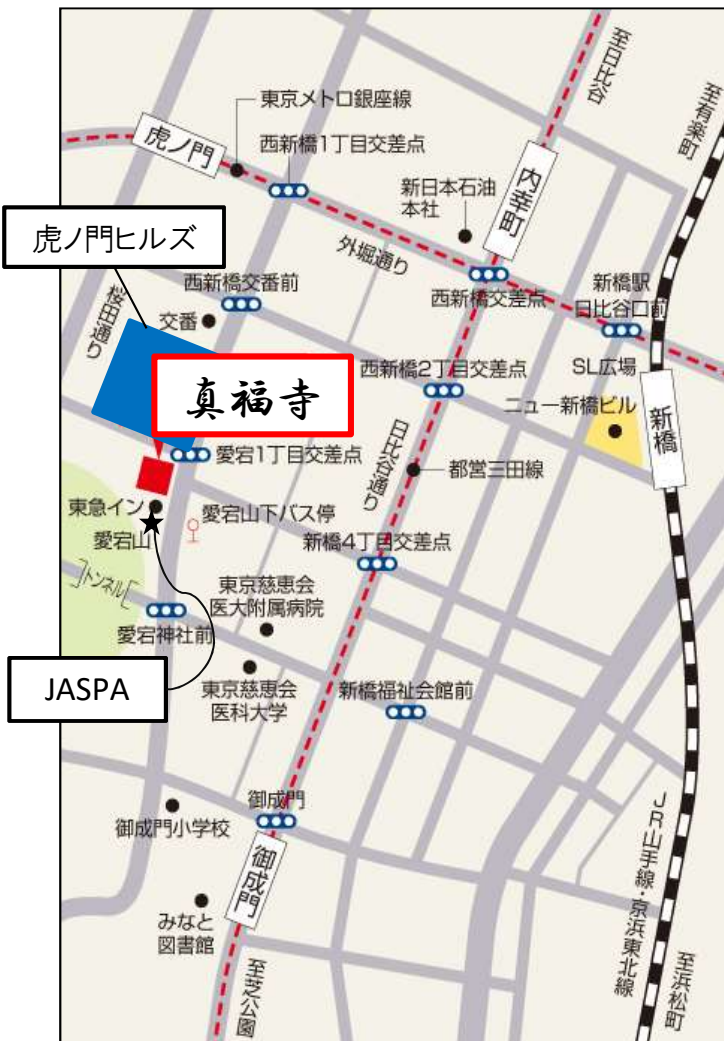 至日比谷
至有楽町
東京メトロ銀座線
虎ノ門
西新橋1丁目交差点
内幸町
新日本石油
本社
虎ノ門ヒルズ
外堀通り
西新橋交番前
西新橋交差点
新橋駅
日比谷口前
桜田通り
交番
真福寺
西新橋2丁目交差点
SL広場
ニュー新橋ビル
新橋
愛宕1丁目交差点
日比谷通り
都営三田線
東急イン
愛宕山下バス停
愛宕山
新橋4丁目交差点
トンネル
東京慈恵会
医大附属病院
愛宕神社前
JASPA
東京慈恵会
医科大学
新橋福祉会館前
御成門
御成門小学校
御成門
JR山手線・京浜東北線
みなと
図書館
至芝公園
至浜松町